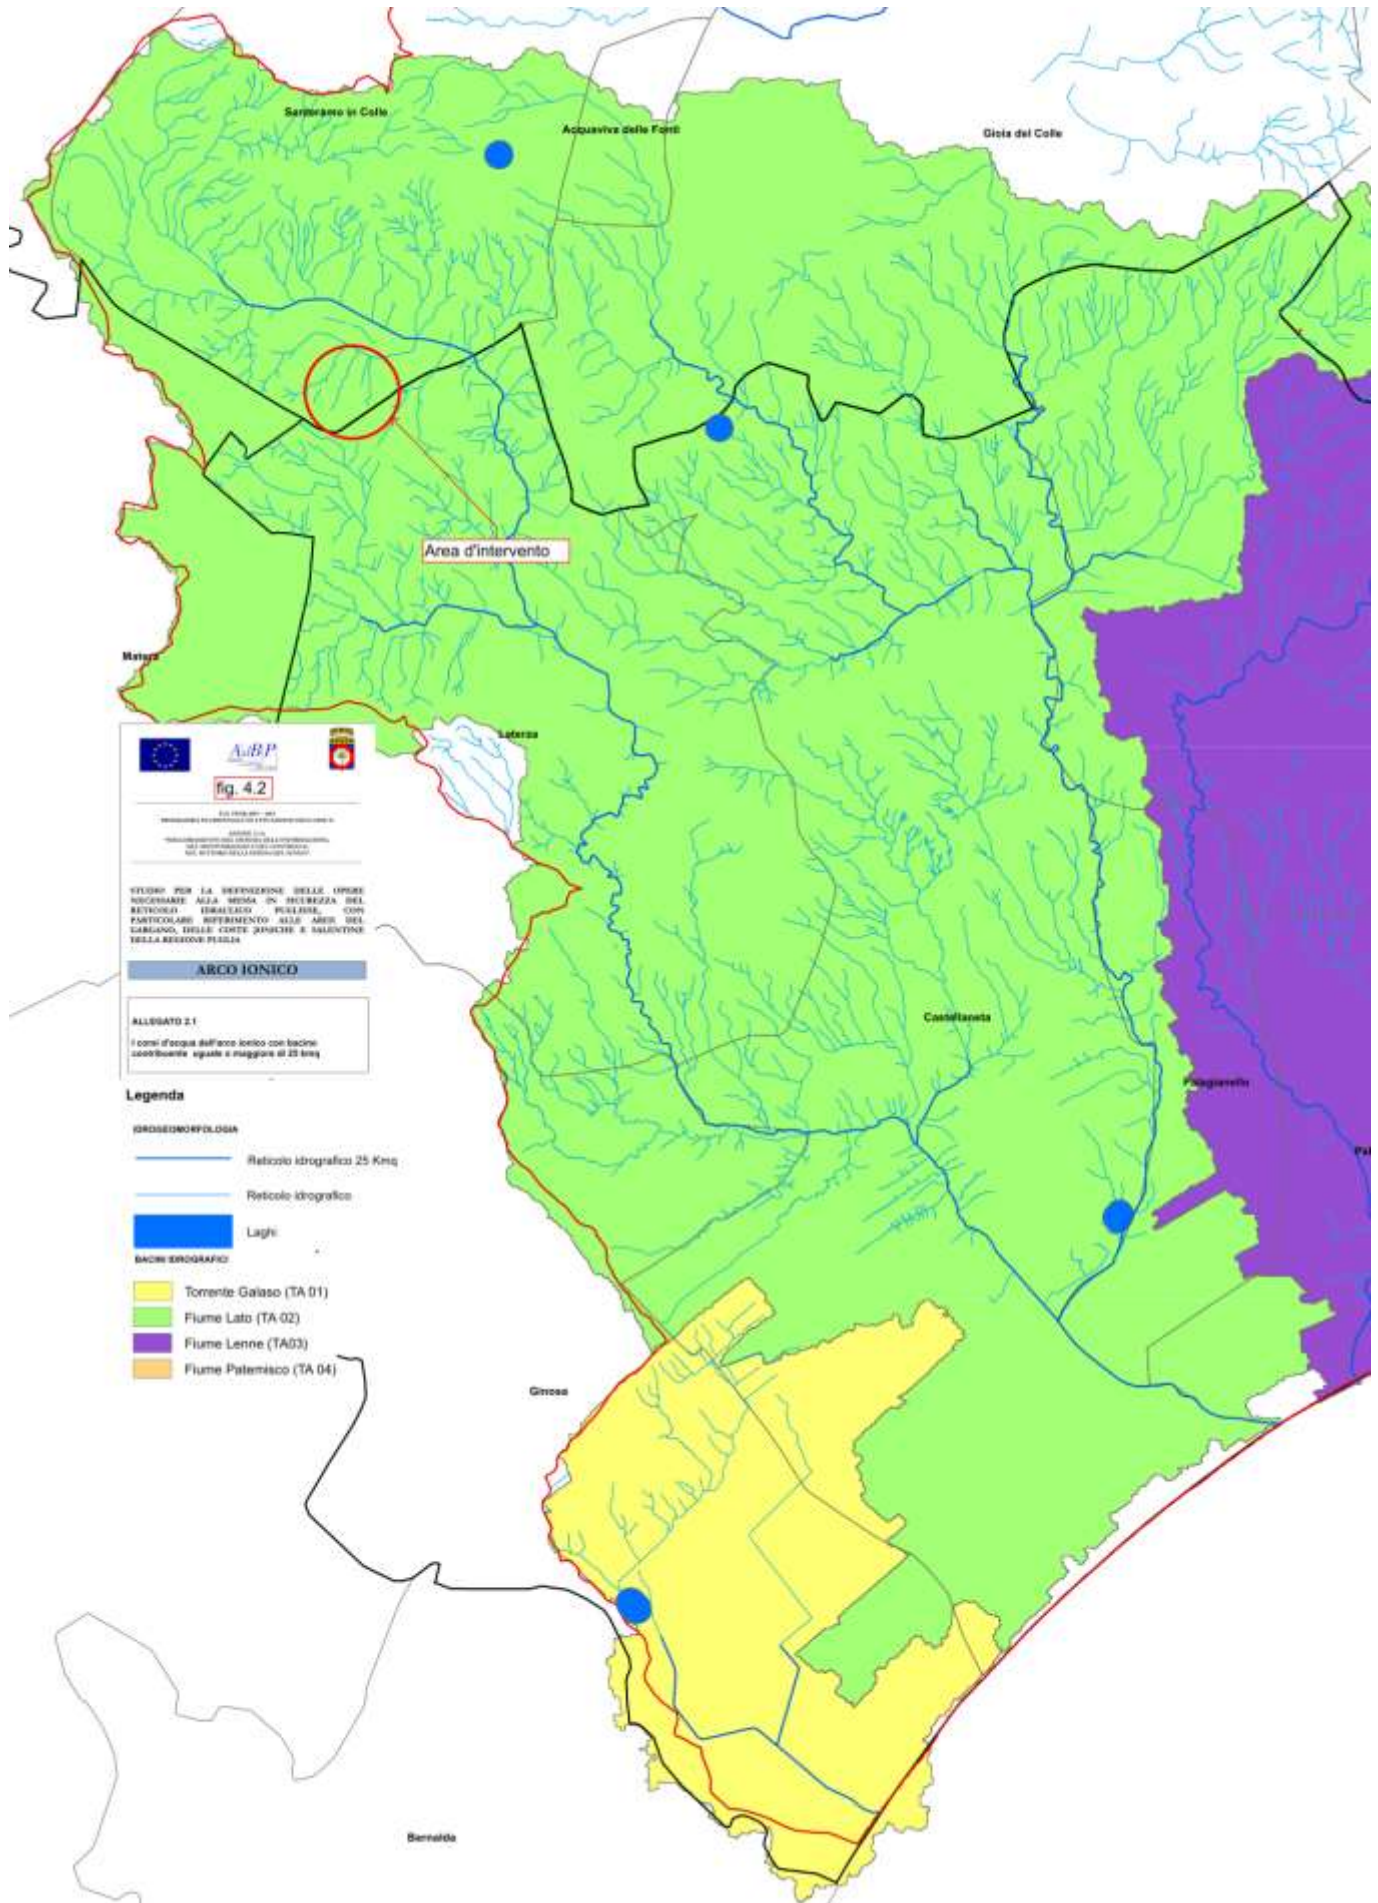 Santeramo in Colle
Acquaviva delle Fonti
Gioia del Colle
Area d'intervento
Matera
Laterza
AdBP
fig. 4.2
STUDIO PER LA DEFINIZIONE DELLE OPERE
NECESSARIE ALLA MESSA IN SICUREZZA DEL
RETICOLO IDRAULICO PUGLIESE, CON
PARTICOLARE RIFERIMENTO ALLE AREE DEL
GARGANO, DELLE COSTE JONICHE E SALENTINE
DELLA REGIONE PUGLIA
ARCO IONICO
ALLEGATO 2.1
I corsi d'acqua dell'arco ionico con bacino
contribuente uguale o maggiore di 25 kmq
Castellaneta
Palagianello
Pal
Legenda
IDROGEOMORFOLOGIA
Reticolo idrografico 25 Kmq
Reticolo idrografico
Laghi
BACINI IDROGRAFICI
Torrente Galaso (TA 01)
Fiume Lato (TA 02)
Fiume Lenne (TA03)
Fiume Patemisco (TA 04)
Ginosa
Bernalda